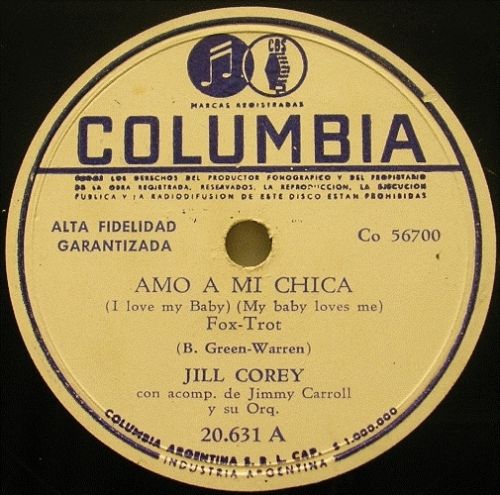 CBS
MARCAS REGISTRADAS
COLUMBIA
TODOS LOS DERECHOS DEL PRODUCTOR FONOGRAFICO Y DEL PROPIETARIO
DE LA OBRA REGISTRADA, RESERVADOS. LA REPRODUCCION, LA EJECUCION
PUBLICA Y LA RADIODIFUSION DE ESTE DISCO ESTAN PROHIBIDAS
ALTA FIDELIDAD
GARANTIZADA
Co 56700
AMO A MI CHICA
(I love my Baby) (My baby loves me)
Fox-Trot
(B. Green-Warren)
JILL COREY
con acomp. de Jimmy Carroll
y su Orq.
20.631 A
COLUMBIA ARGENTINA S. R. L. CAP. $ 1.000.000
INDUSTRIA ARGENTINA